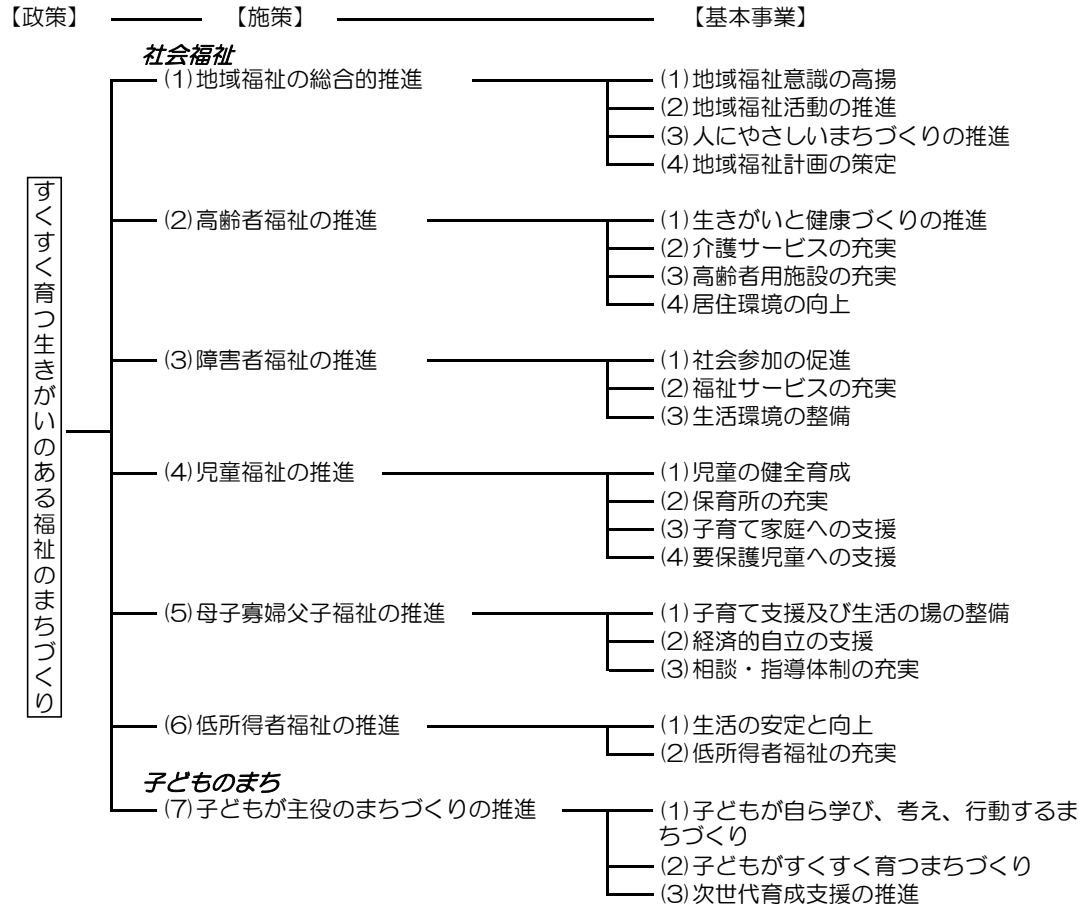 【政策】 【施策】 【基本事業】
社会福祉
(1)地域福祉の総合的推進
(1)地域福祉意識の高揚
(2)地域福祉活動の推進
(3)人にやさしいまちづくりの推進
(4)地域福祉計画の策定
すくすく育つ生きがいのある福祉のまちづくり
(2)高齢者福祉の推進
(1)生きがいと健康づくりの推進
(2)介護サービスの充実
(3)高齢者用施設の充実
(4)居住環境の向上
(3)障害者福祉の推進
(1)社会参加の促進
(2)福祉サービスの充実
(3)生活環境の整備
(4)児童福祉の推進
(1)児童の健全育成
(2)保育所の充実
(3)子育て家庭への支援
(4)要保護児童への支援
(5)母子寡婦父子福祉の推進
(1)子育て支援及び生活の場の整備
(2)経済的自立の支援
(3)相談・指導体制の充実
(6)低所得者福祉の推進
(1)生活の安定と向上
(2)低所得者福祉の充実
子どものまち
(7)子どもが主役のまちづくりの推進
(1)子どもが自ら学び、考え、行動するま
ちづくり
(2)子どもがすくすく育つまちづくり
(3)次世代育成支援の推進